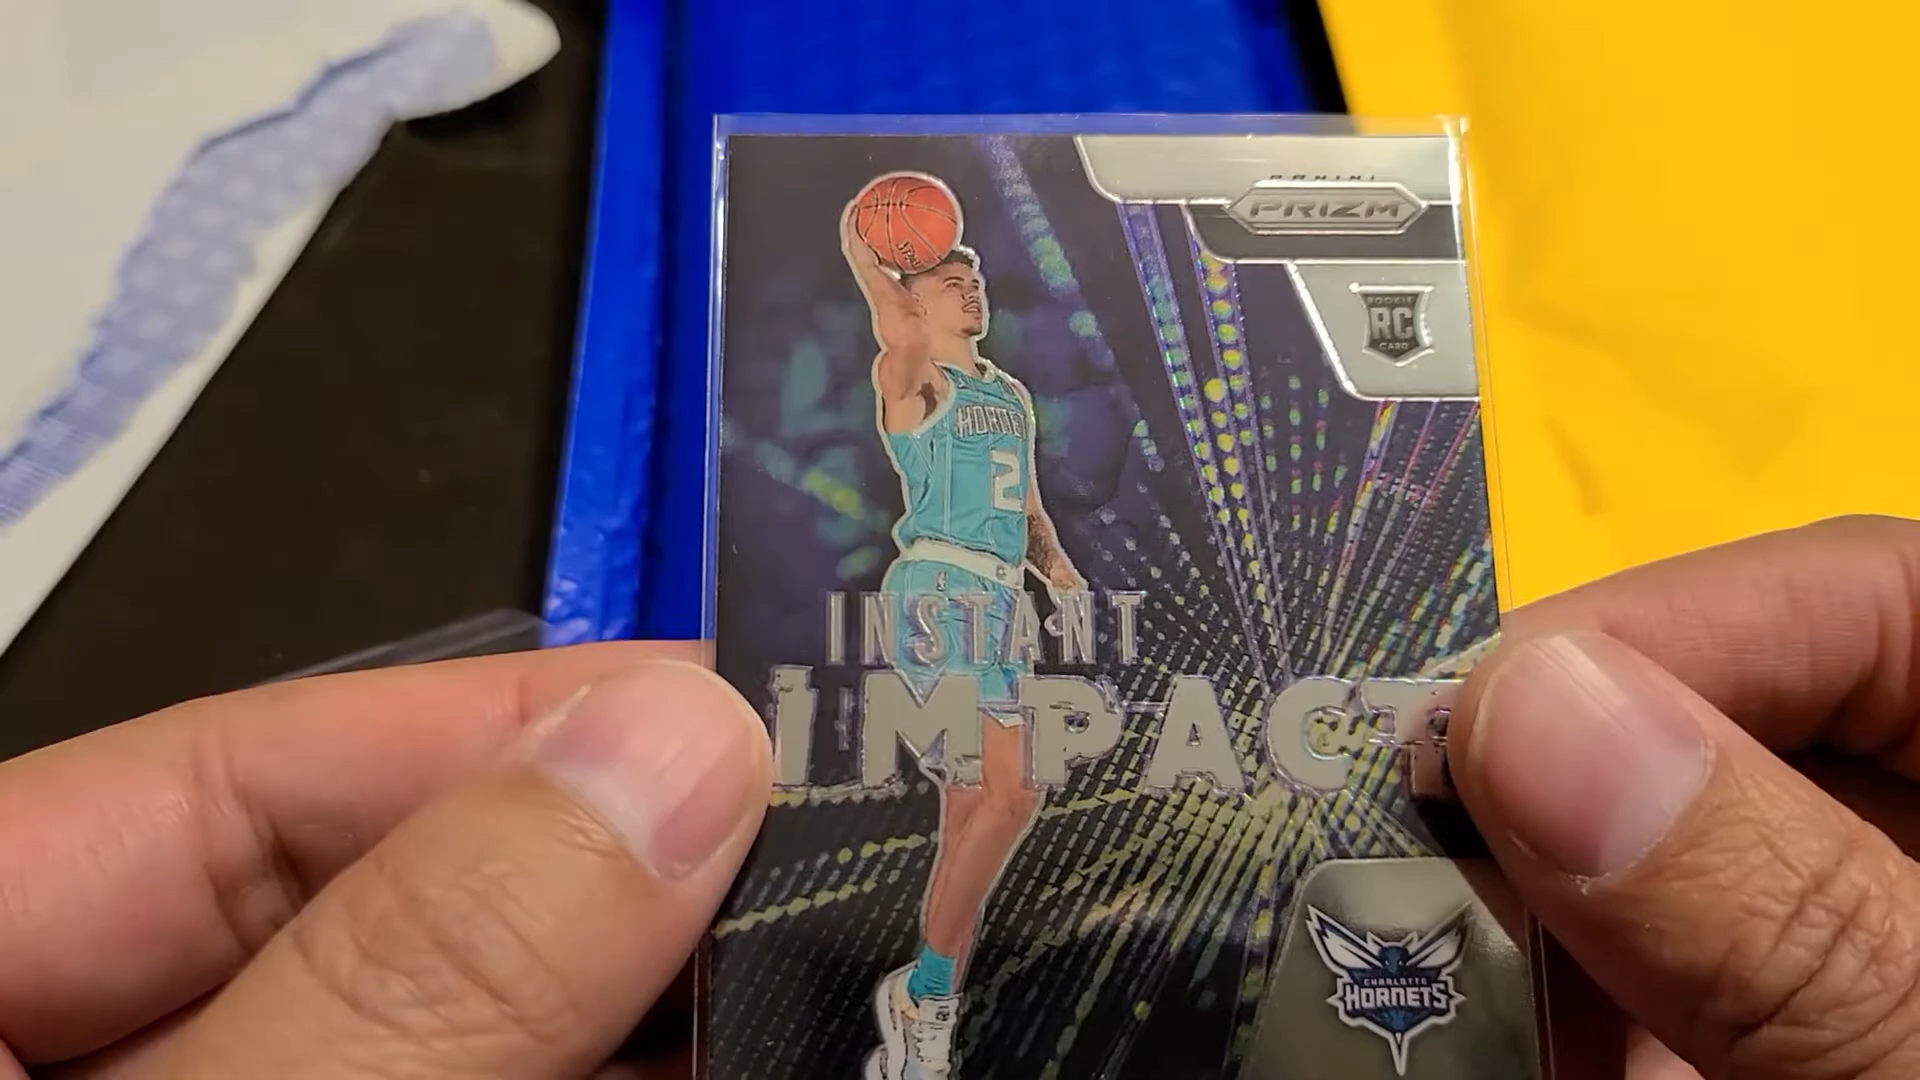 PANINI
PRIZM
ROOKIE
RC
CARD
HORNETS
2
INSTANT
IMPACT
CHARLOTTE
HORNETS